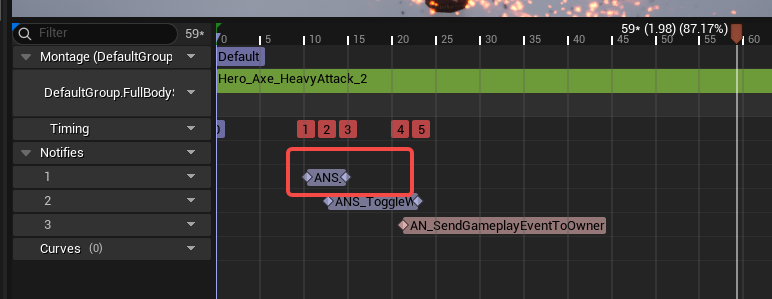 Filter
59*
59* (1.98) (87.17%)
0 5 10 15 20 25 30 35 40 45 50 55 60
Montage (DefaultGroup
Default
DefaultGroup.FullBody
Hero_Axe_HeavyAttack_2
Timing
1 2 3 4 5
Notifies
1
ANS_
2
ANS_ToggleW
3
AN_SendGameplayEventToOwner
Curves (0)